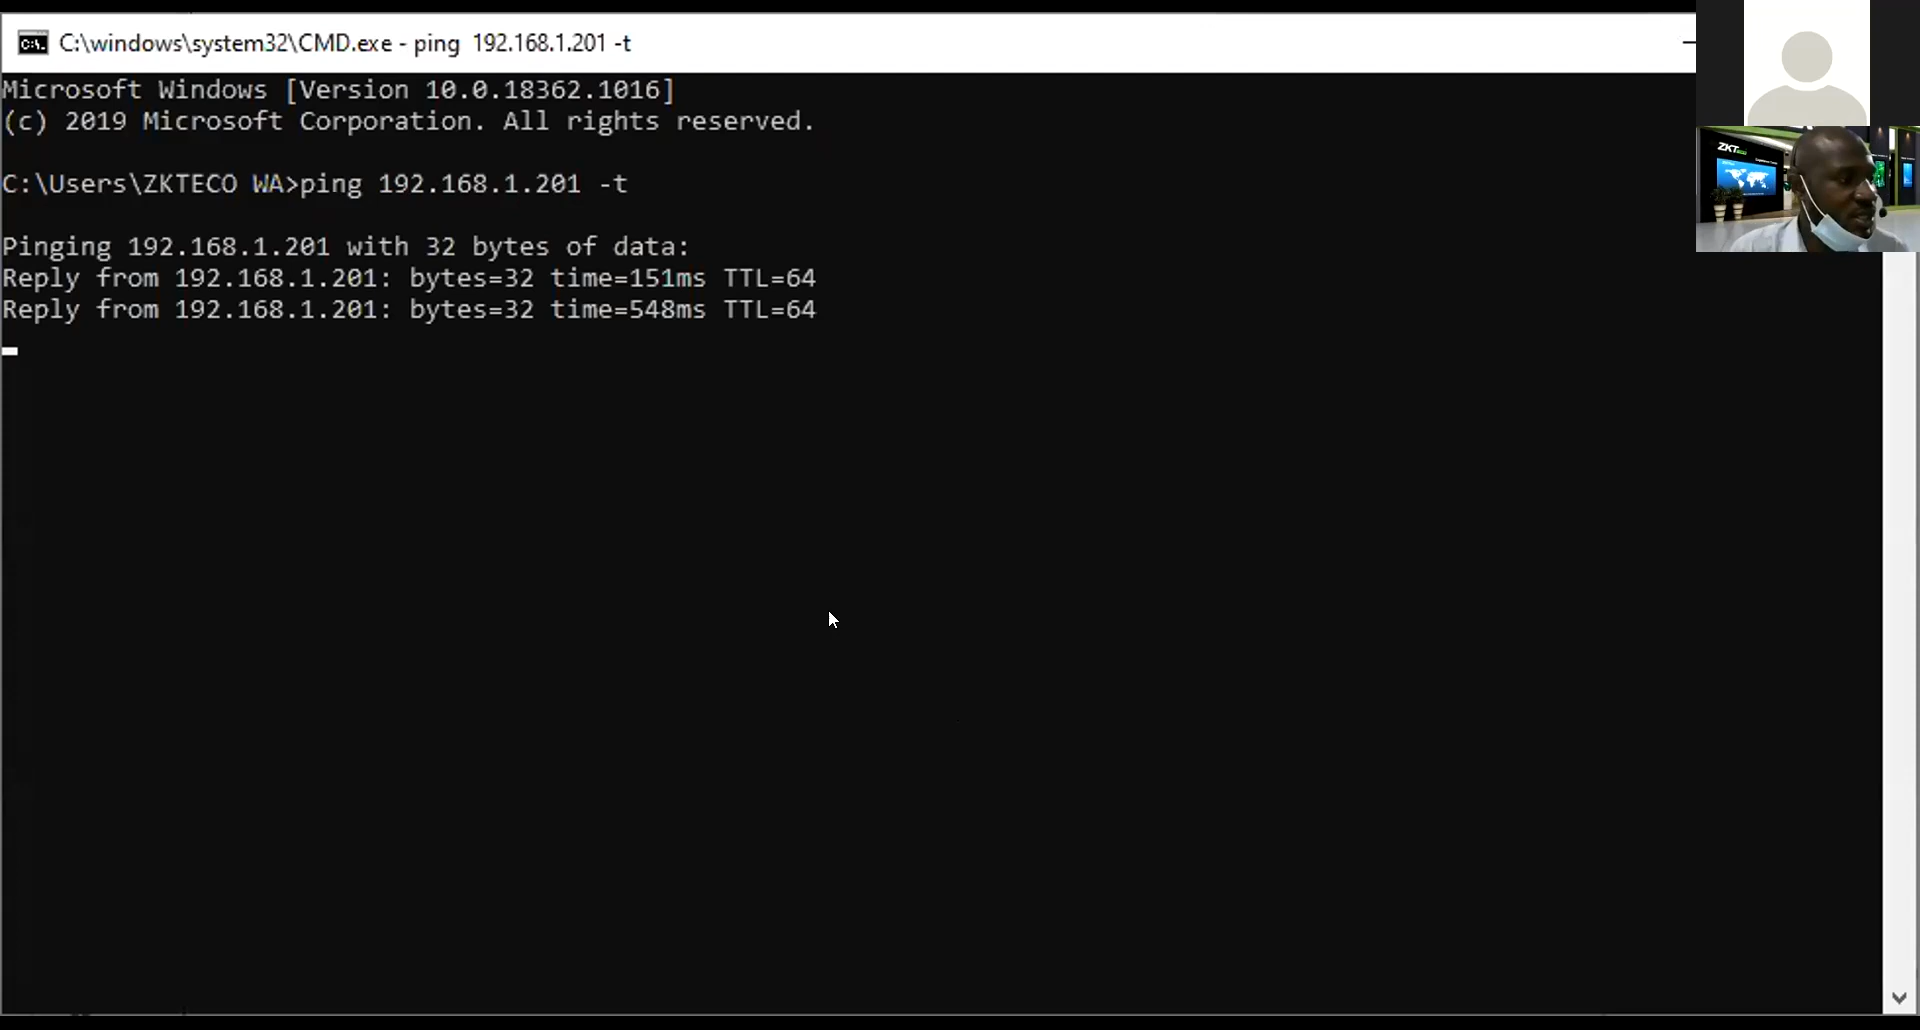 C:\windows\system32\CMD.exe - ping  192.168.1.201 -t
Microsoft Windows [Version 10.0.18362.1016]
(c) 2019 Microsoft Corporation. All rights reserved.
C:\Users\ZKTECO WA>ping 192.168.1.201 -t
Pinging 192.168.1.201 with 32 bytes of data:
Reply from 192.168.1.201: bytes=32 time=151ms TTL=64
Reply from 192.168.1.201: bytes=32 time=548ms TTL=64